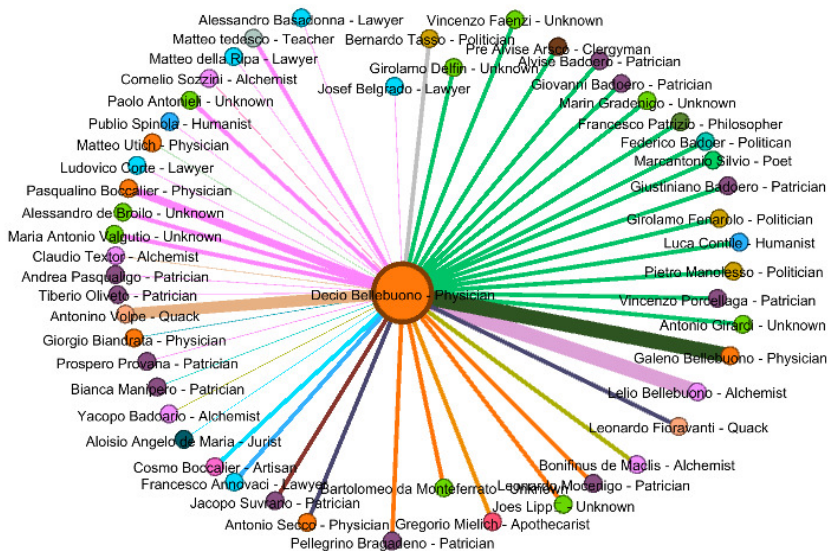 Alessandro Basadonna - Lawyer
Vincenzo Faenzi - Unknown
Matteo tedesco - Teacher
Bernardo Tasso - Politician
Pre Alvise Arsco - Clergyman
Matteo della Ripa - Lawyer
Girolamo Delfin - Unknown
Alvise Badoero - Patrician
Cornelio Sozzini - Alchemist
Josef Belgrado - Lawyer
Giovanni Badoero - Patrician
Paolo Antonieli - Unknown
Marin Gradenigo - Unknown
Publio Spinola - Humanist
Francesco Patrizio - Philosopher
Matteo Utich - Physician
Federico Badoer - Politican
Ludovico Corte - Lawyer
Marcantonio Silvio - Poet
Pasqualino Boccalier - Physician
Giustiniano Badoero - Patrician
Alessandro de Broilo - Unknown
Girolamo Fenarolo - Politician
Maria Antonio Valgutio - Unknown
Luca Contile - Humanist
Claudio Textor - Alchemist
Pietro Manolesso - Politician
Andrea Pasqualigo - Patrician
Tiberio Oliveto - Patrician
Decio Bellebuono - Physician
Vincenzo Porcellaga - Patrician
Antonino Volpe - Quack
Antonio Girardi - Unknown
Giorgio Biandrata - Physician
Galeno Bellebuono - Physician
Prospero Provana - Patrician
Bianca Manipero - Patrician
Lelio Bellebuono - Alchemist
Yacopo Badoario - Alchemist
Leonardo Fioravanti - Quack
Aloisio Angelo de Maria - Jurist
Cosmo Boccalier - Artisan
Bonifinus de Maclis - Alchemist
Francesco Annovaci - Lawyer
Bartolomeo da Monteferrato - Unknown
Leonardo Mocenigo - Patrician
Jacopo Suvrano - Patrician
Joes Lipp - Unknown
Antonio Secco - Physician
Gregorio Mielich - Apothecarist
Pellegrino Bragadeno - Patrician